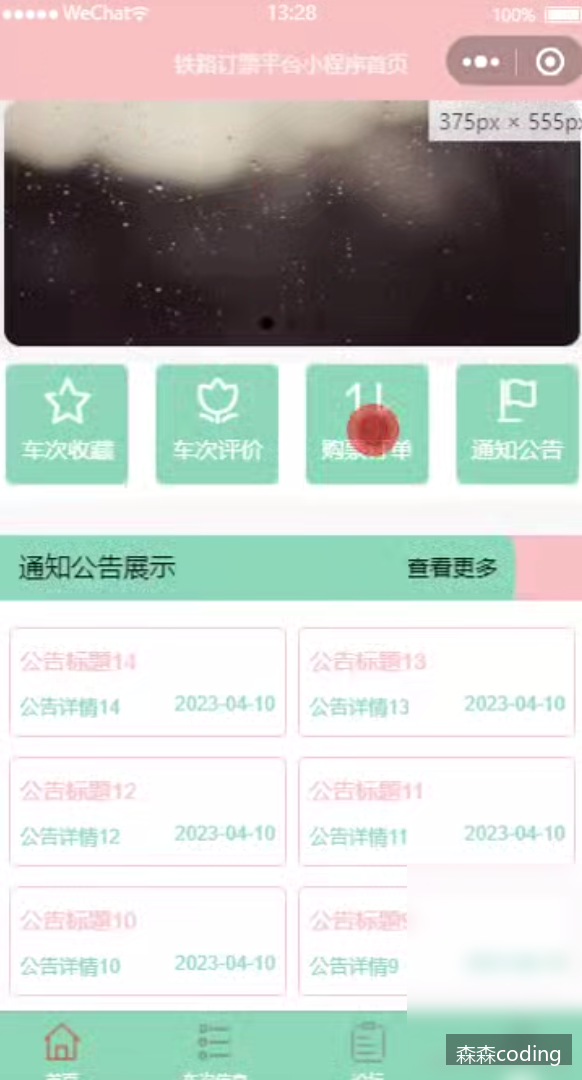 WeChat
13:28
100%
铁路订票平台小程序首页
375px × 555px
车次收藏
车次评价
购票订单
通知公告
通知公告展示
查看更多
公告标题14
公告详情14
2023-04-10
公告标题13
公告详情13
2023-04-10
公告标题12
公告详情12
2023-04-10
公告标题11
公告详情11
2023-04-10
公告标题10
公告详情10
2023-04-10
公告标题9
公告详情9
首页
车次信息
论坛
森森coding